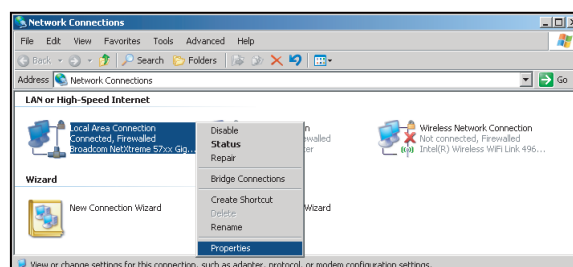 Network Connections
File Edit View Favorites Tools Advanced Help
Back Search Folders
Address Network Connections Go
LAN or High-Speed Internet
Local Area Connection
Connected, Firewalled
Broadcom NetXtreme 57xx Gig...
Disable
Status
Repair
Bridge Connections
Create Shortcut
Delete
Rename
Properties
Wireless Network Connection
Not connected, Firewalled
Intel(R) Wireless WiFi Link 496...
Wizard
New Connection Wizard
Wizard
View or change settings for this connection, such as adapter, protocol, or modem configuration settings.